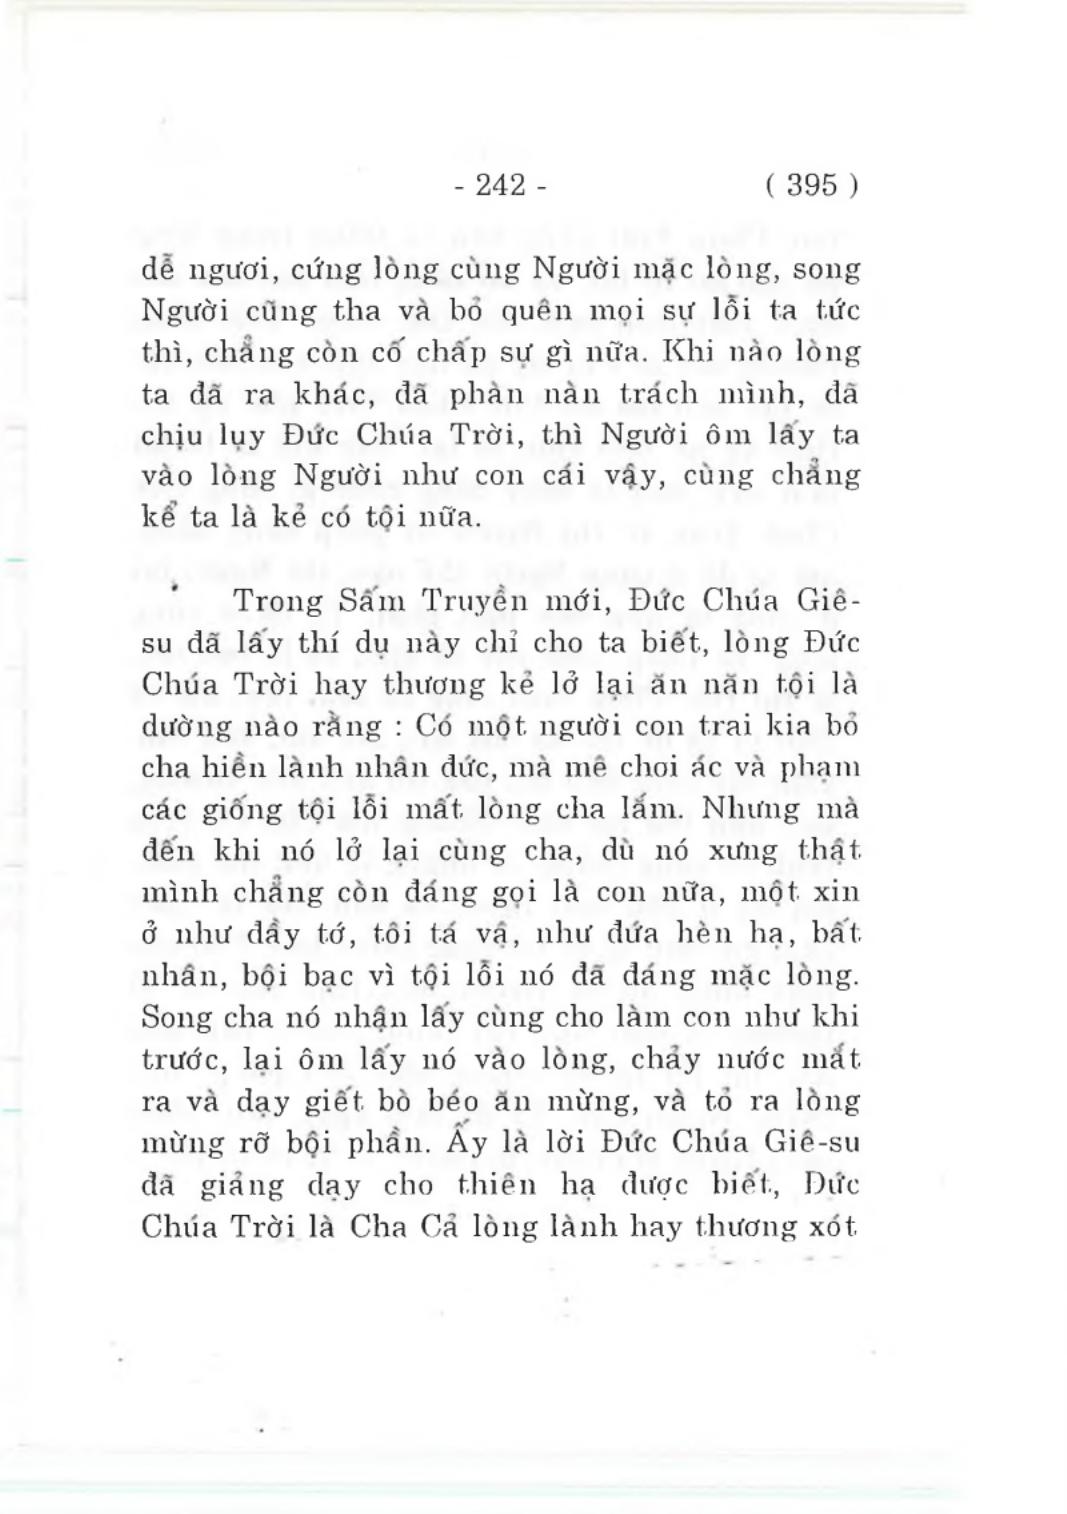 - 242 - ( 395 )
dễ ngươi, cứng lòng cùng Người mặc lòng, song
Người cũng tha và bỏ quên mọi sự lỗi ta tức
thì, chẳng còn cố chấp sự gì nữa. Khi nào lòng
ta đã ra khác, đã phàn nàn trách mình, đã
chịu lụy Đức Chúa Trời, thì Người ôm lấy ta
vào lòng Người như con cái vậy, cùng chẳng
kể ta là kẻ có tội nữa.
Trong Sấm Truyền mới, Đức Chúa Giê-
su đã lấy thí dụ này chỉ cho ta biết, lòng Đức
Chúa Trời hay thương kẻ lở lại ăn năn tội là
dường nào rằng : Có một người con trai kia bỏ
cha hiền lành nhân đức, mà mê chơi ác và phạm
các giống tội lỗi mất lòng cha lắm. Nhưng mà
đến khi nó lở lại cùng cha, dù nó xưng thật
mình chẳng còn đáng gọi là con nữa, một xin
ở như đầy tớ, tôi tá vậ, như đứa hèn hạ, bất
nhân, bội bạc vì tội lỗi nó đã đáng mặc lòng.
Song cha nó nhận lấy cùng cho làm con như khi
trước, lại ôm lấy nó vào lòng, chảy nước mắt
ra và dạy giết bò béo ăn mừng, và tỏ ra lòng
mừng rỡ bội phần. Ấy là lời Đức Chúa Giê-su
đã giảng dạy cho thiên hạ được biết, Đức
Chúa Trời là Cha Cả lòng lành hay thương xót